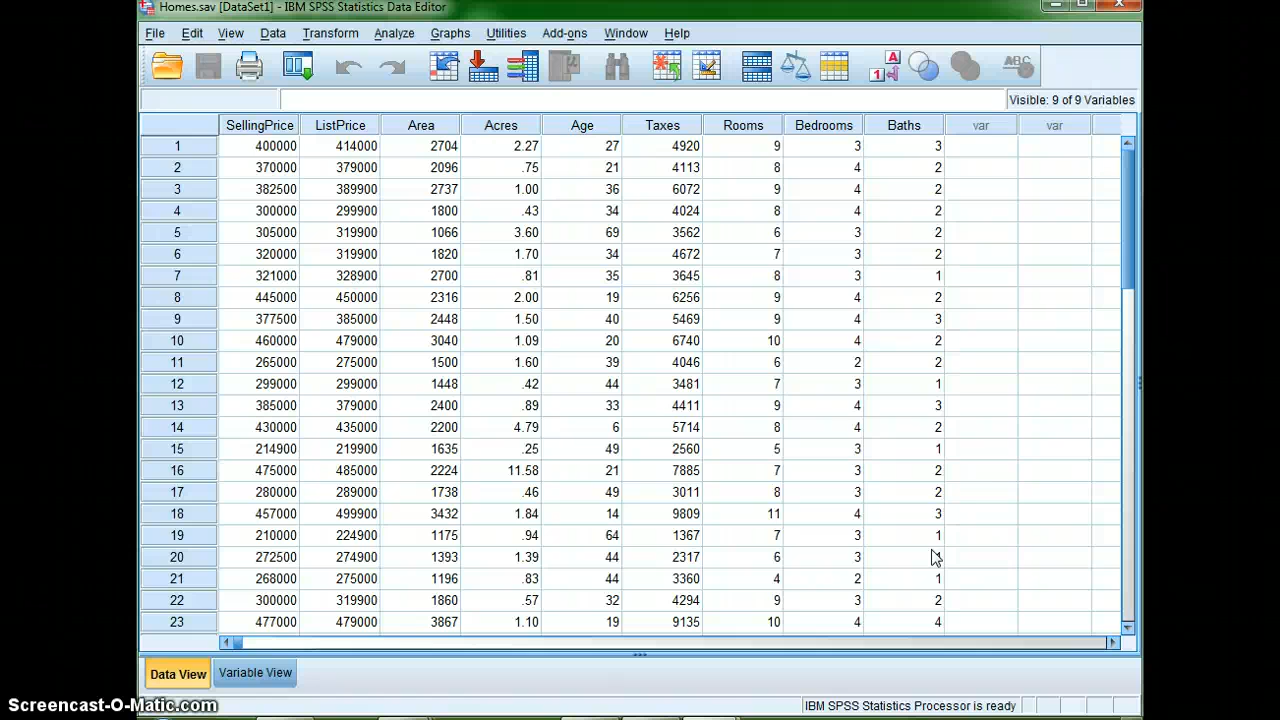 Homes.sav [DataSet1] - IBM SPSS Statistics Data Editor
File Edit View Data Transform Analyze Graphs Utilities Add-ons Window Help
A
1
ABC
Visible: 9 of 9 Variables
SellingPrice ListPrice Area Acres Age Taxes Rooms Bedrooms Baths var var
1 400000 414000 2704 2.27 27 4920 9 3 3
2 370000 379000 2096 .75 21 4113 8 4 2
3 382500 389900 2737 1.00 36 6072 9 4 2
4 300000 299900 1800 .43 34 4024 8 4 2
5 305000 319900 1066 3.60 69 3562 6 3 2
6 320000 319900 1820 1.70 34 4672 7 3 2
7 321000 328900 2700 .81 35 3645 8 3 1
8 445000 450000 2316 2.00 19 6256 9 4 2
9 377500 385000 2448 1.50 40 5469 9 4 3
10 460000 479000 3040 1.09 20 6740 10 4 2
11 265000 275000 1500 1.60 39 4046 6 2 2
12 299000 299000 1448 .42 44 3481 7 3 1
13 385000 379000 2400 .89 33 4411 9 4 3
14 430000 435000 2200 4.79 6 5714 8 4 2
15 214900 219900 1635 .25 49 2560 5 3 1
16 475000 485000 2224 11.58 21 7885 7 3 2
17 280000 289000 1738 .46 49 3011 8 3 2
18 457000 499900 3432 1.84 14 9809 11 4 3
19 210000 224900 1175 .94 64 1367 7 3 1
20 272500 274900 1393 1.39 44 2317 6 3
21 268000 275000 1196 .83 44 3360 4 2 1
22 300000 319900 1860 .57 32 4294 9 3 2
23 477000 479000 3867 1.10 19 9135 10 4 4
Data View Variable View
IBM SPSS Statistics Processor is ready
Screencast-O-Matic.com